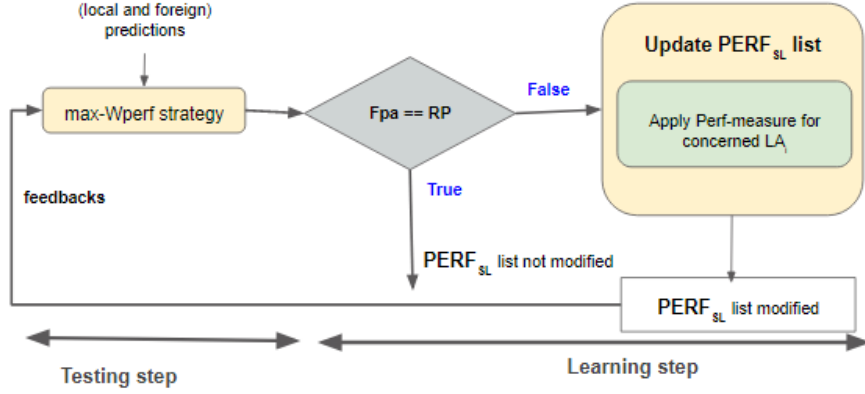 (local and foreign)
predictions
max-Wperf strategy
Fpa == RP
False
True
Update PERF_SL list
Apply Perf-measure for
concerned LA_i
feedbacks
PERF_SL list not modified
PERF_SL list modified
Testing step
Learning step